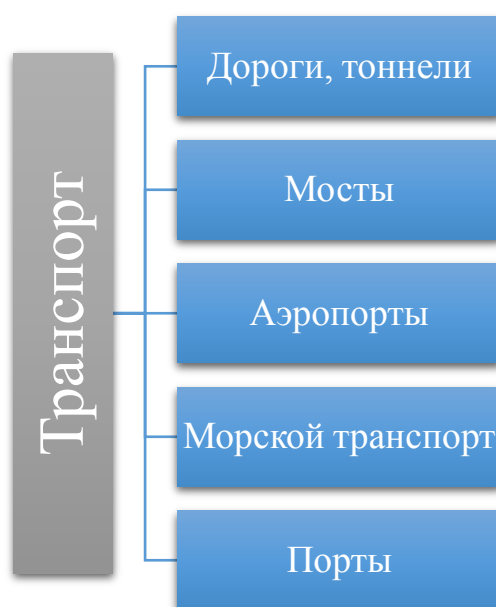 Транспорт
Дороги, тоннели
Мосты
Аэропорты
Морской транспорт
Порты